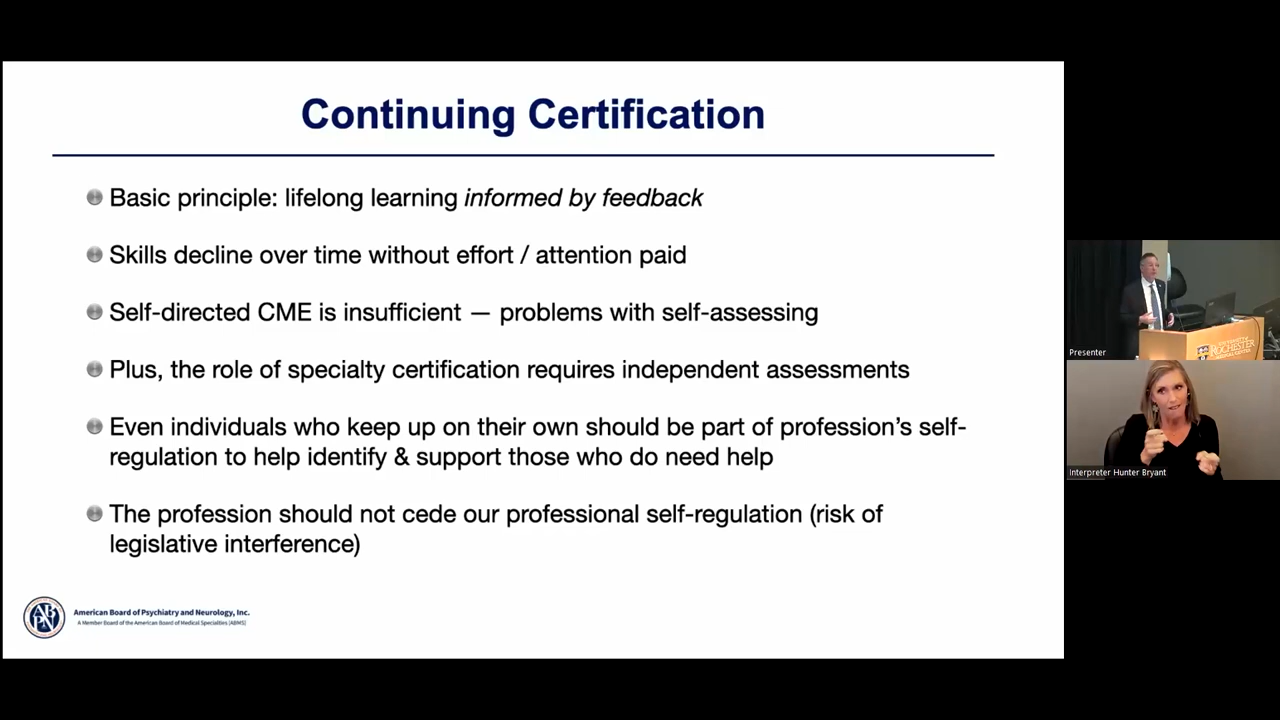 Continuing Certification
Basic principle: lifelong learning informed by feedback
Skills decline over time without effort / attention paid
Self-directed CME is insufficient — problems with self-assessing
Plus, the role of specialty certification requires independent assessments
Even individuals who keep up on their own should be part of profession’s self-
regulation to help identify & support those who do need help
The profession should not cede our professional self-regulation (risk of
legislative interference)
ABPN
American Board of Psychiatry and Neurology, Inc.
A Member Board of the American Board of Medical Specialties (ABMS)
Presenter
ROCHESTER
Interpreter Hunter Bryant